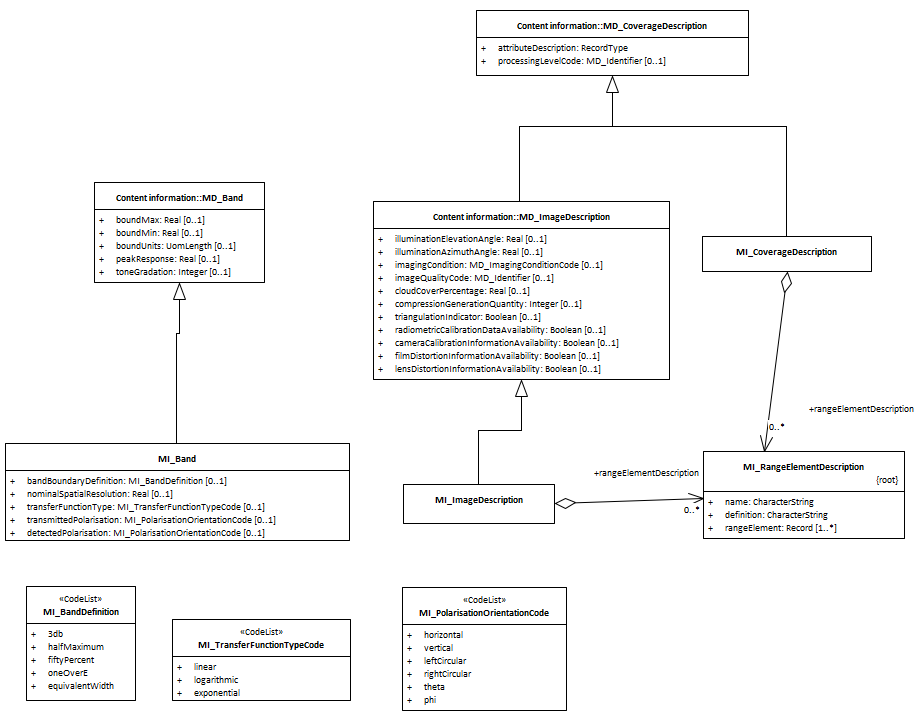 Content information::MD_CoverageDescription
+ attributeDescription: RecordType
+ processingLevelCode: MD_Identifier [0..1]
Content information::MD_Band
+ boundMax: Real [0..1]
+ boundMin: Real [0..1]
+ boundUnits: UomLength [0..1]
+ peakResponse: Real [0..1]
+ toneGradation: Integer [0..1]
Content information::MD_ImageDescription
+ illuminationElevationAngle: Real [0..1]
+ illuminationAzimuthAngle: Real [0..1]
+ imagingCondition: MD_ImagingConditionCode [0..1]
+ imageQualityCode: MD_Identifier [0..1]
+ cloudCoverPercentage: Real [0..1]
+ compressionGenerationQuantity: Integer [0..1]
+ triangulationIndicator: Boolean [0..1]
+ radiometricCalibrationDataAvailability: Boolean [0..1]
+ cameraCalibrationInformationAvailability: Boolean [0..1]
+ filmDistortionInformationAvailability: Boolean [0..1]
+ lensDistortionInformationAvailability: Boolean [0..1]
MI_CoverageDescription
+rangeElementDescription
0..*
MI_Band
+ bandBoundaryDefinition: MI_BandDefinition [0..1]
+ nominalSpatialResolution: Real [0..1]
+ transferFunctionType: MI_TransferFunctionTypeCode [0..1]
+ transmittedPolarisation: MI_PolarisationOrientationCode [0..1]
+ detectedPolarisation: MI_PolarisationOrientationCode [0..1]
MI_ImageDescription
+rangeElementDescription
0..*
MI_RangeElementDescription
{root}
+ name: CharacterString
+ definition: CharacterString
+ rangeElement: Record [1..*]
«CodeList»
MI_BandDefinition
+ 3db
+ halfMaximum
+ fiftyPercent
+ oneOverE
+ equivalentWidth
«CodeList»
MI_TransferFunctionTypeCode
+ linear
+ logarithmic
+ exponential
«CodeList»
MI_PolarisationOrientationCode
+ horizontal
+ vertical
+ leftCircular
+ rightCircular
+ theta
+ phi